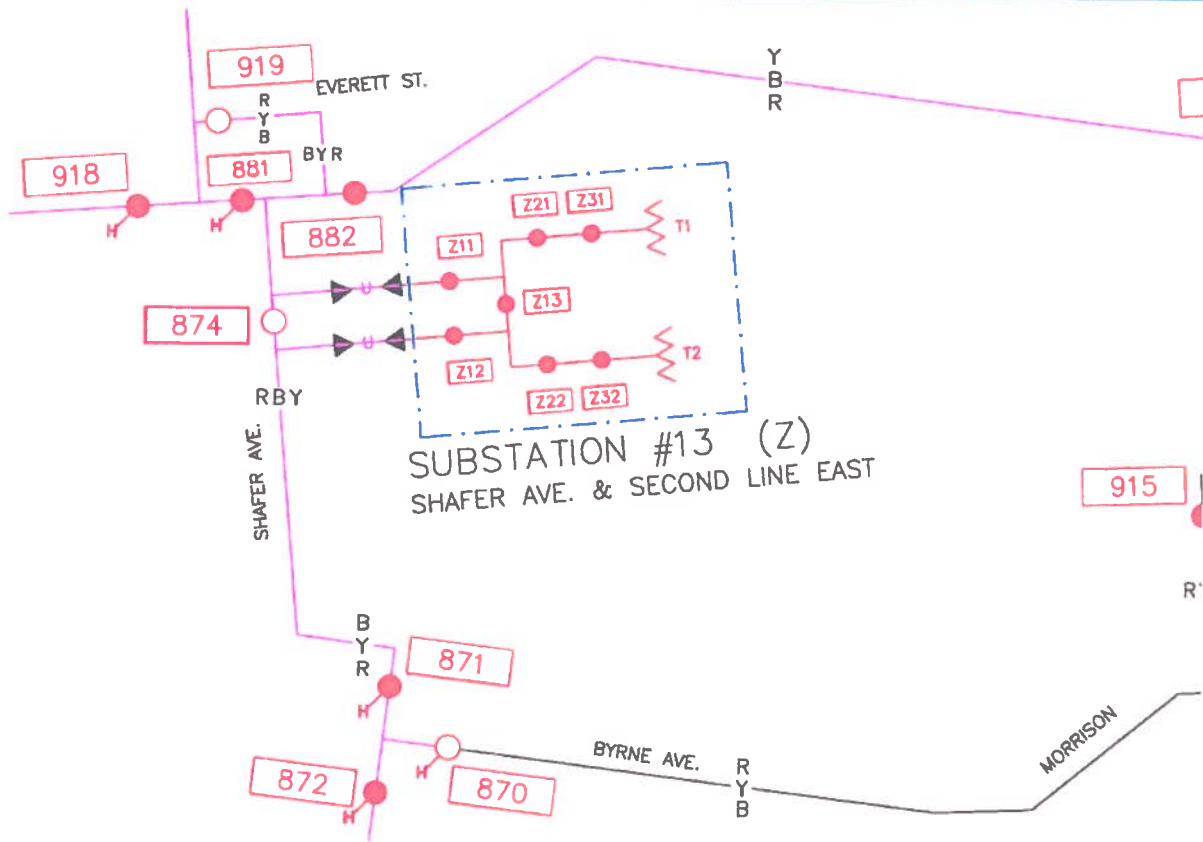 919
EVERETT ST.
R
Y
B
BYR
Y
B
R
918
881
H
H
882
Z21
Z31
T1
Z11
U
Z13
874
U
Z12
T2
Z22
Z32
RBY
SHAFER AVE.
SUBSTATION #13 (Z)
SHAFER AVE. & SECOND LINE EAST
915
R
B
Y
R
871
H
BYRNE AVE.
R
Y
B
MORRISON
872
H
H
870